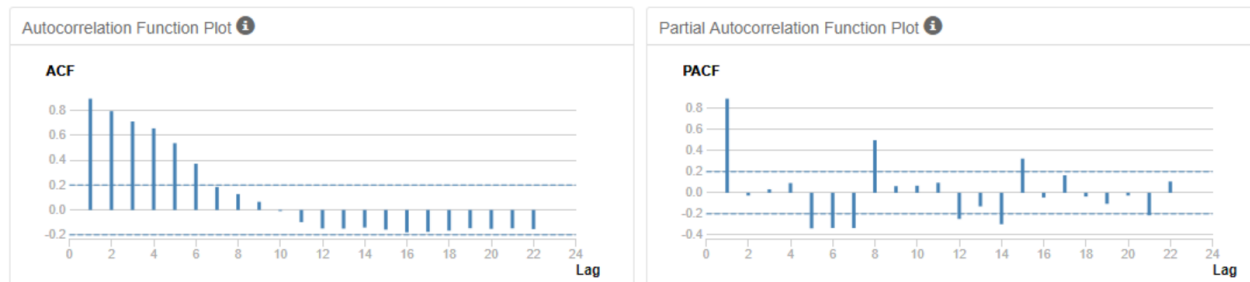 Autocorrelation Function Plot
ACF
0.8
0.6
0.4
0.2
0.0
-0.2
0 2 4 6 8 10 12 14 16 18 20 22 24
Lag
Partial Autocorrelation Function Plot
PACF
0.8
0.6
0.4
0.2
0.0
-0.2
-0.4
0 2 4 6 8 10 12 14 16 18 20 22 24
Lag